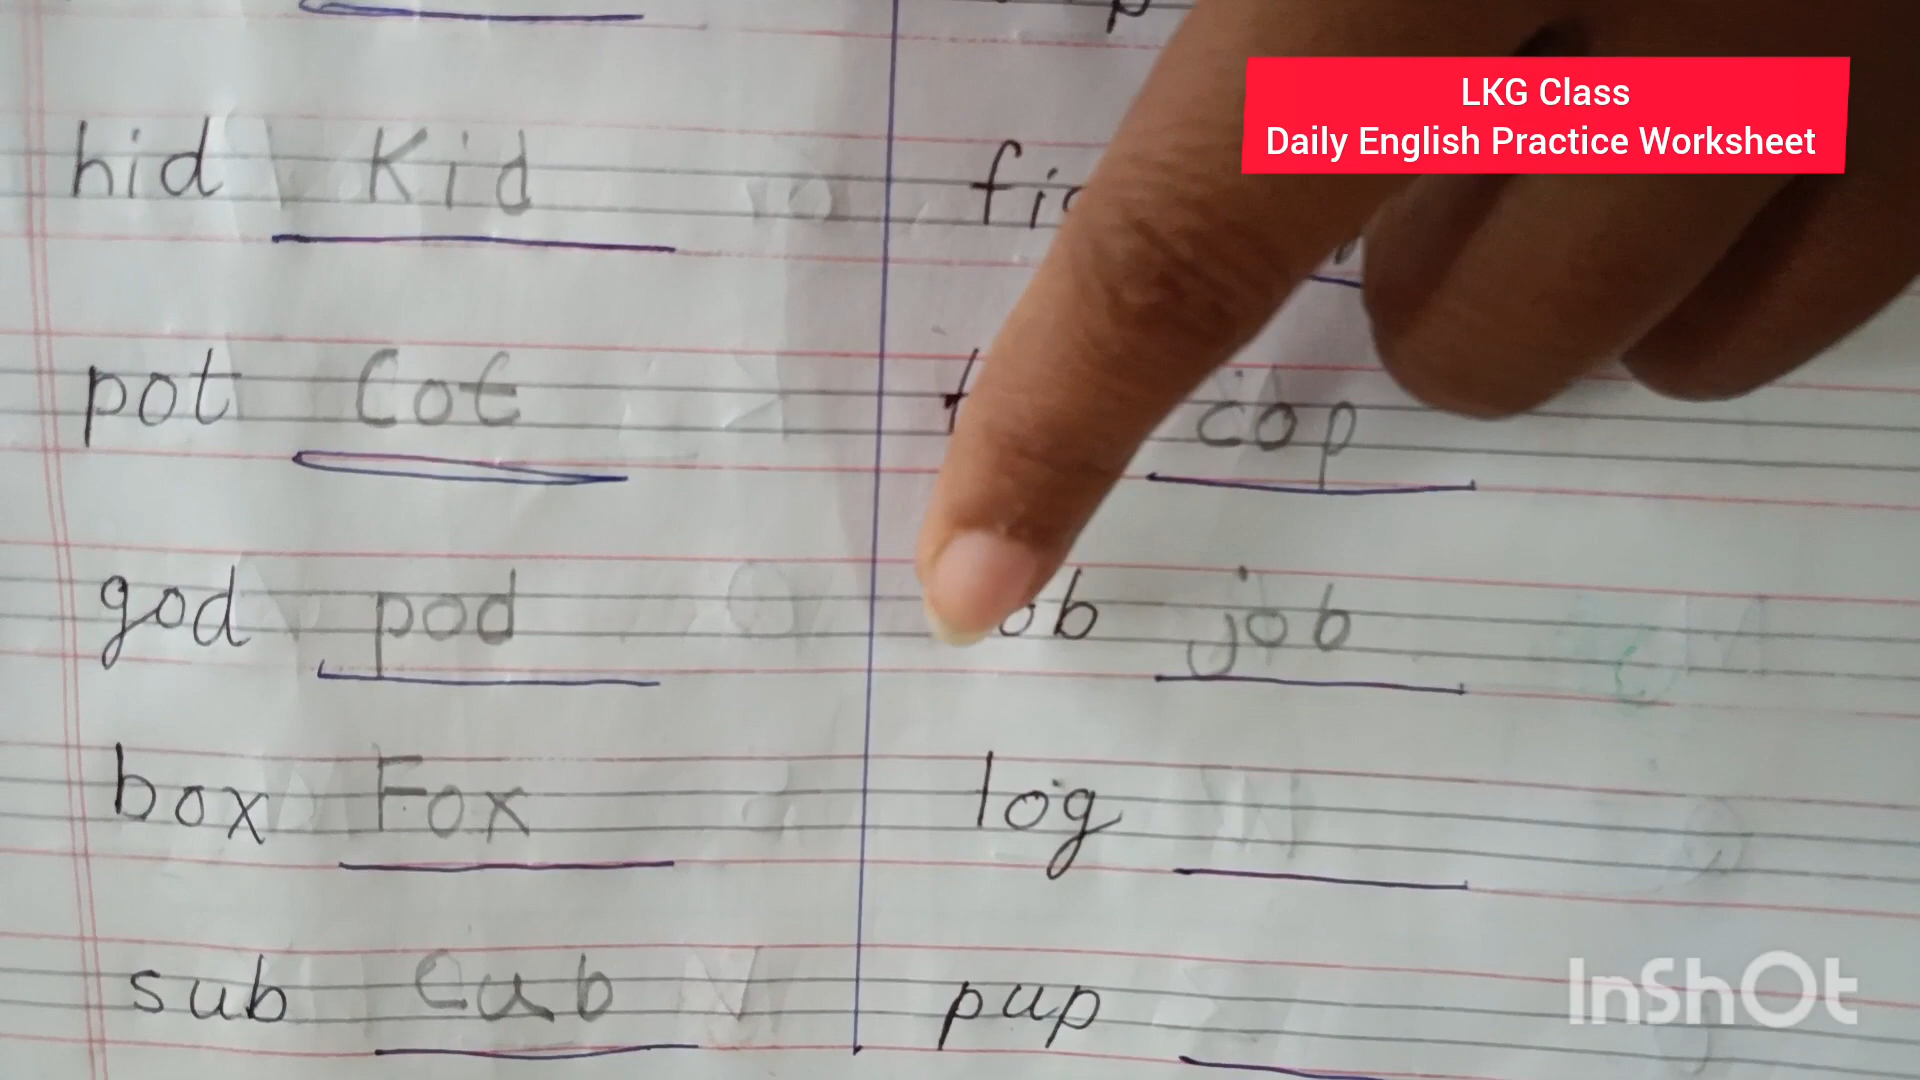 LKG Class
Daily English Practice Worksheet
hid Kid
pot Cot
cop
god pod
job
box Fox
log
sub Cub
pup
InShOt